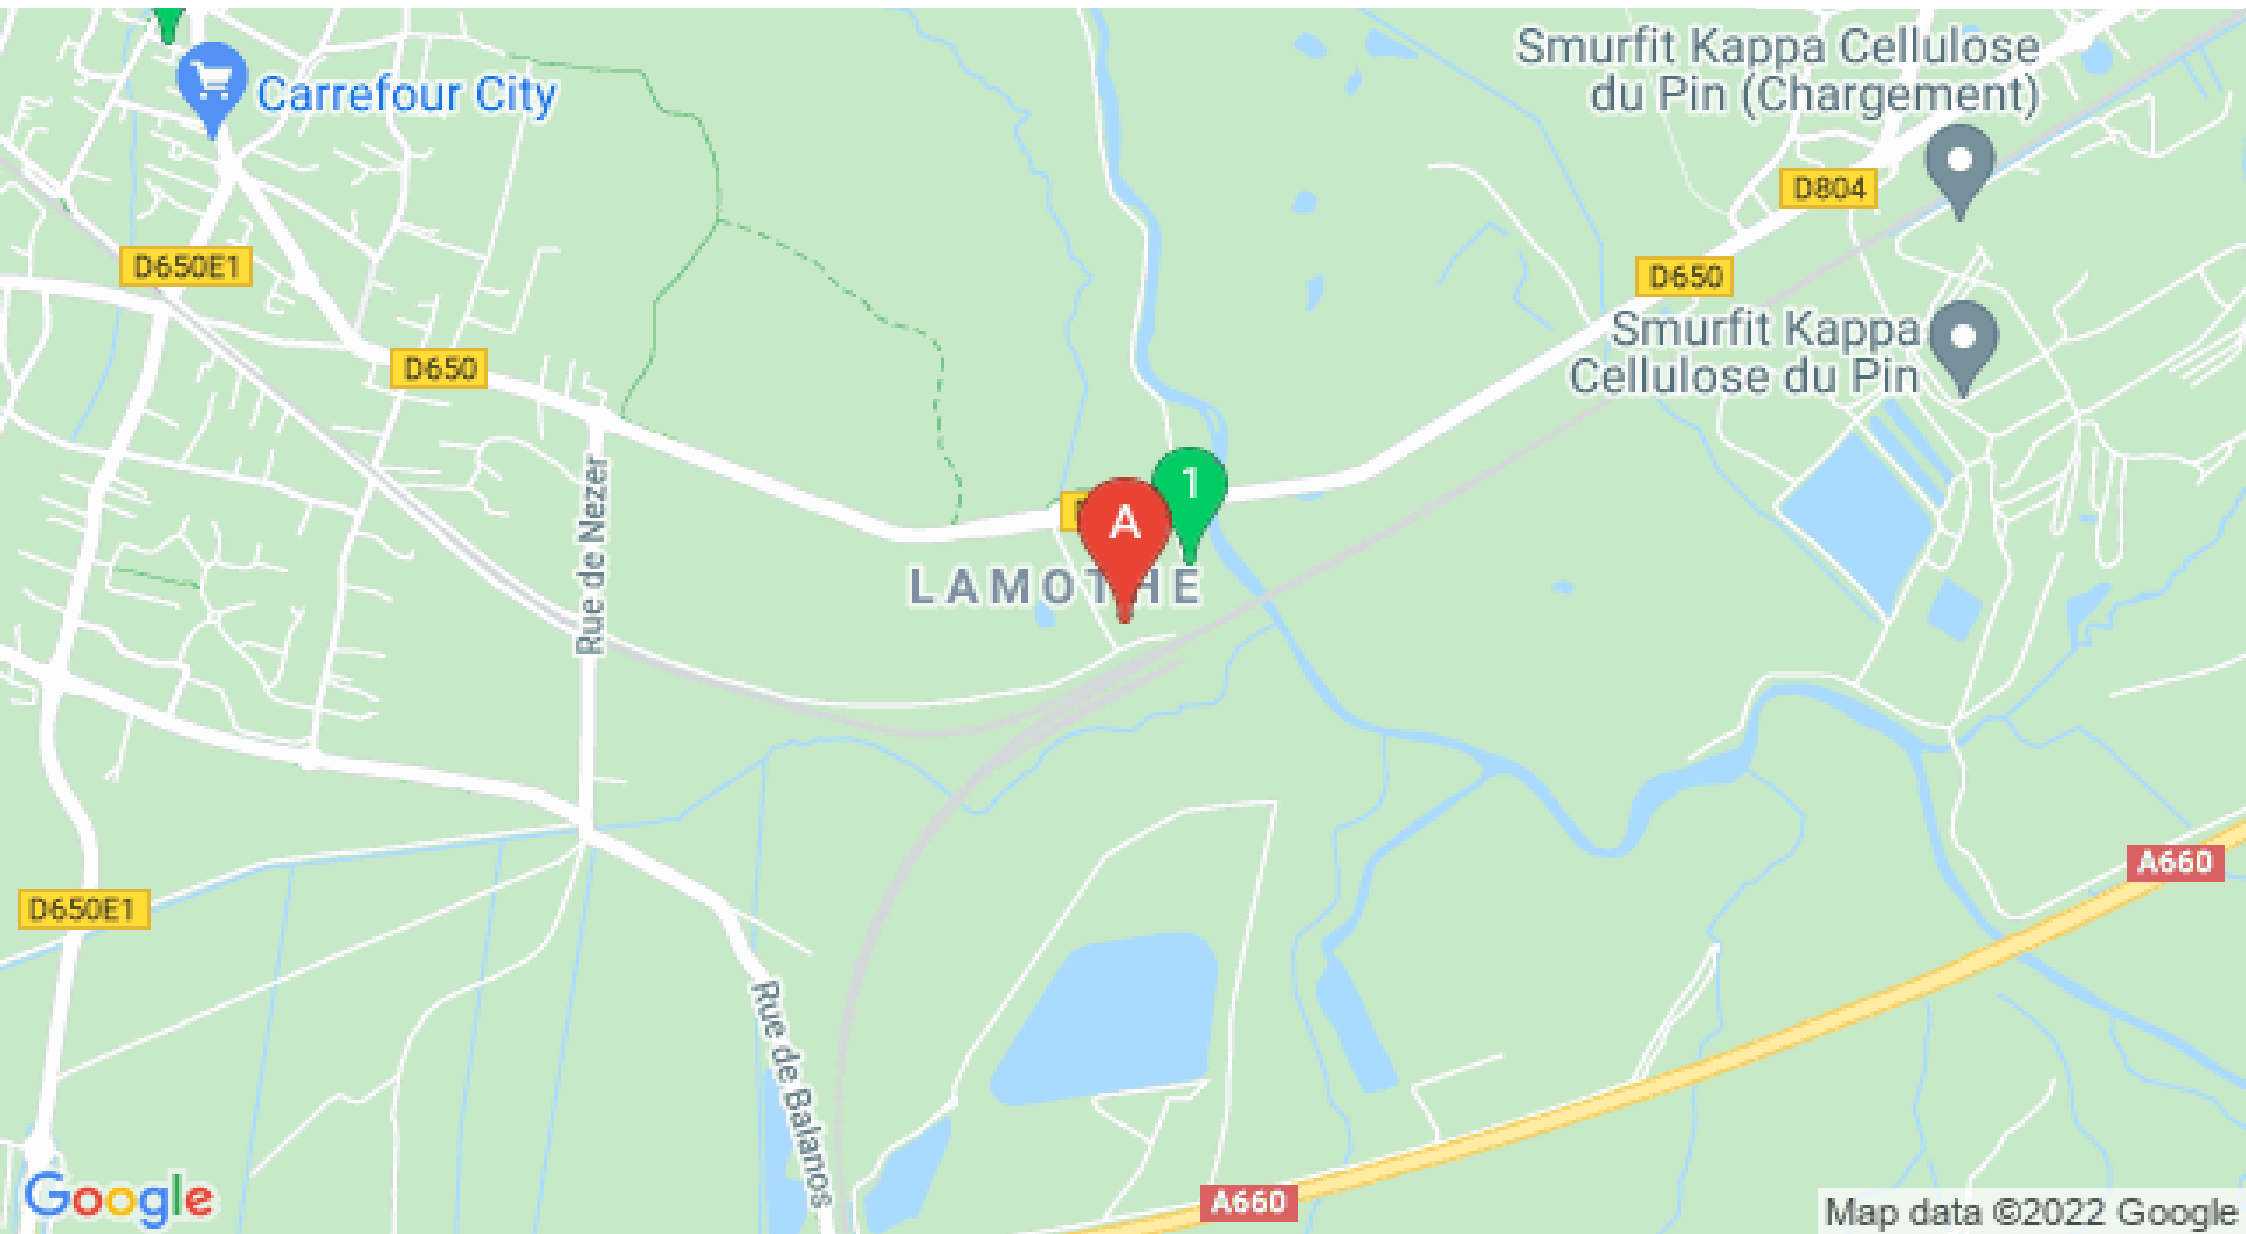 Smurfit Kappa Cellulose
du Pin (Chargement)
Carrefour City
D804
D650E1
D650
Smurfit Kappa
Cellulose du Pin
D650
Rue de Nezer
1
A
LAMOTHE
A660
D650E1
Rue de Balanos
A660
Google
Map data ©2022 Google